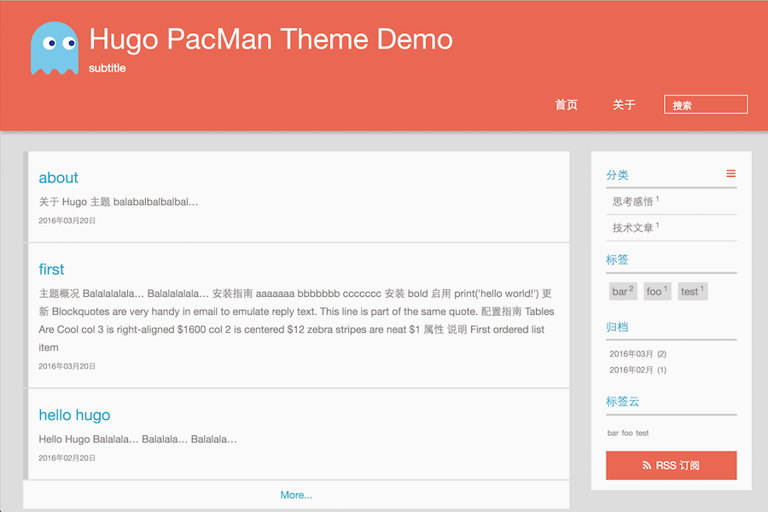 Hugo PacMan Theme Demo
subtitle
首页
关于
搜索
about
关于 Hugo 主题 balabalbalbalbal…
2016年03月20日
first
主题概况 Balalalalala… Balalalalala… 安装指南 aaaaaaa bbbbbbb ccccccc 安装 bold 启用 print('hello world!') 更
新 Blockquotes are very handy in email to emulate reply text. This line is part of the same quote. 配置指南 Tables
Are Cool col 3 is right-aligned $1600 col 2 is centered $12 zebra stripes are neat $1 属性 说明 First ordered list
item
2016年03月20日
hello hugo
Hello Hugo Balalala… Balalala… Balalala…
2016年02月20日
More...
分类
思考感悟 1
技术文章 1
标签
bar 2 foo 1 test 1
归档
2016年03月 (2)
2016年02月 (1)
标签云
bar foo test
RSS 订阅